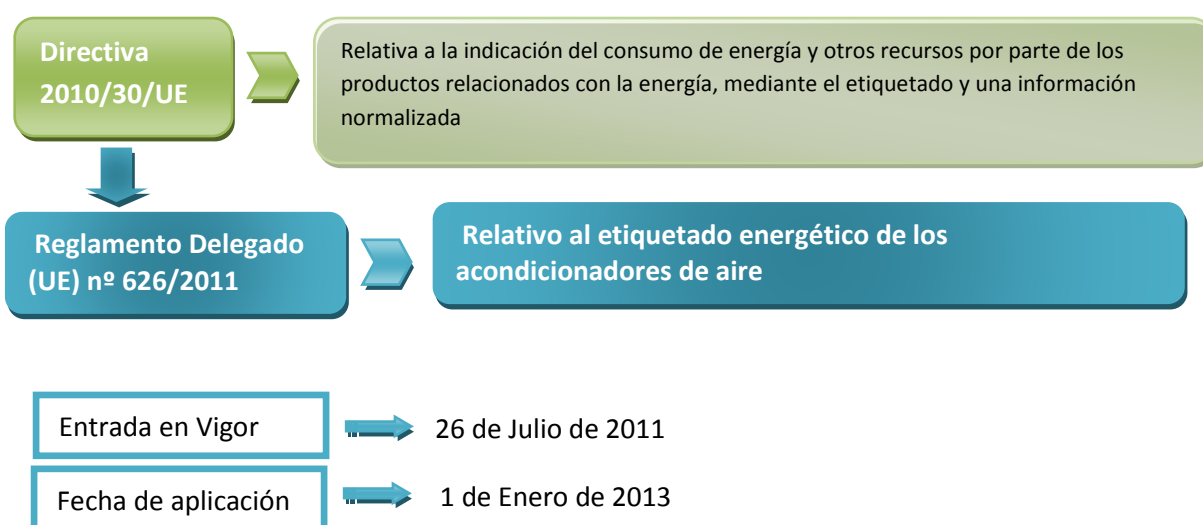 Directiva
2010/30/UE
Relativa a la indicación del consumo de energía y otros recursos por parte de los
productos relacionados con la energía, mediante el etiquetado y una información
normalizada
Reglamento Delegado
(UE) nº 626/2011
Relativo al etiquetado energético de los
acondicionadores de aire
Entrada en Vigor
26 de Julio de 2011
Fecha de aplicación
1 de Enero de 2013